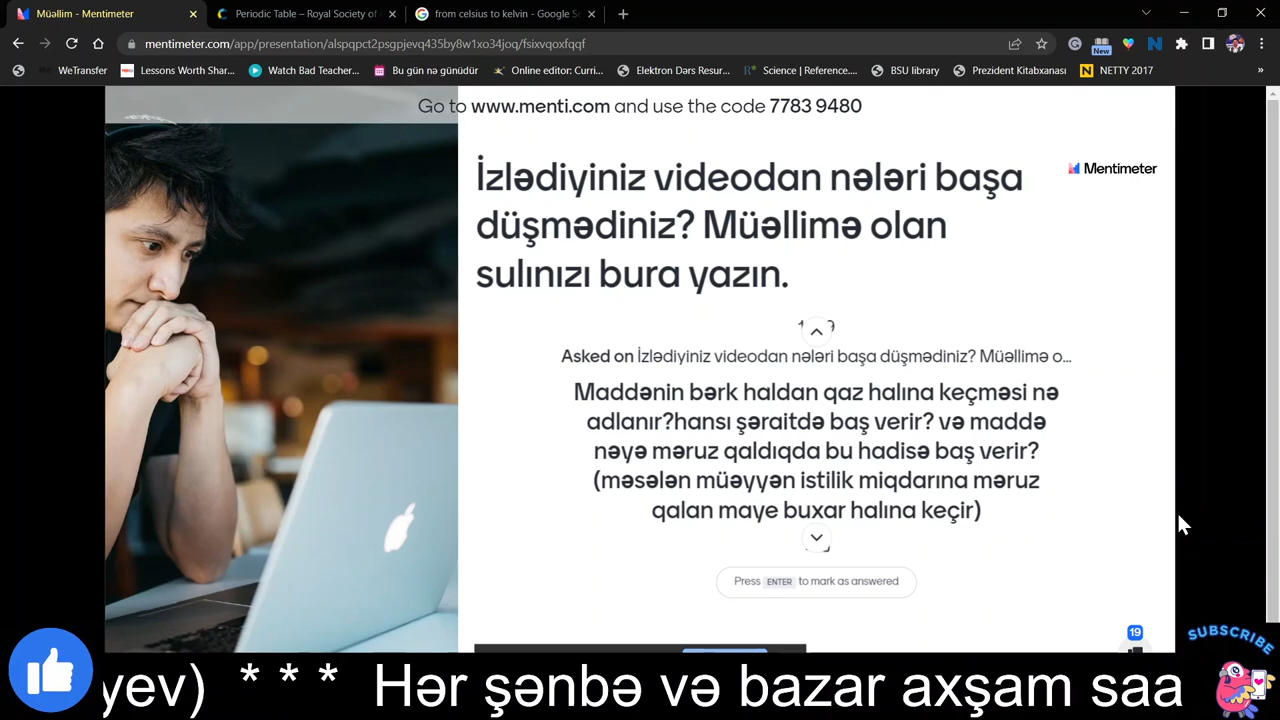 Müəllim - Mentimeter
Periodic Table – Royal Society of
from celsius to kelvin - Google S
mentimeter.com/app/presentation/alspqpct2psgpjevq435by8w1xo34joq/fsixvqoxfqqf
New
WeTransfer
Lessons Worth Shar...
Watch Bad Teacher...
Bu gün nə günüdür
Online editor: Curri...
Elektron Dərs Resur...
Science | Reference....
BSU library
Prezident Kitabxanası
NETTY 2017
Go to www.menti.com and use the code 7783 9480
İzlədiyiniz videodan nələri başa
düşmədiniz? Müəllimə olan
sulınızı bura yazın.
Mentimeter
Asked on İzlədiyiniz videodan nələri başa düşmədiniz? Müəllimə o...
Maddənin bərk haldan qaz halına keçməsi nə
adlanır?hansı şəraitdə baş verir? və maddə
nəyə məruz qaldıqda bu hadisə baş verir?
(məsələn müəyyən istilik miqdarına məruz
qalan maye buxar halına keçir)
Press ENTER to mark as answered
19
SUBSCRIBE
yev) * * * Hər şənbə və bazar axşam saa